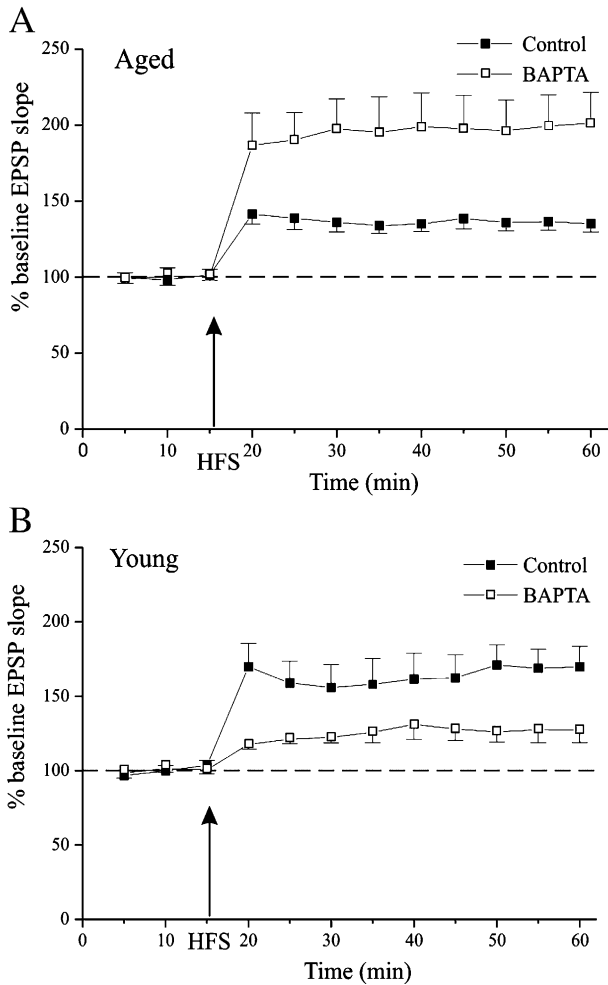 A
Aged
Control
BAPTA
250
200
150
100
50
0
% baseline EPSP slope
0 10 HFS 20 30 40 50 60
Time (min)
B
Young
Control
BAPTA
250
200
150
100
50
0
% baseline EPSP slope
0 10 HFS 20 30 40 50 60
Time (min)